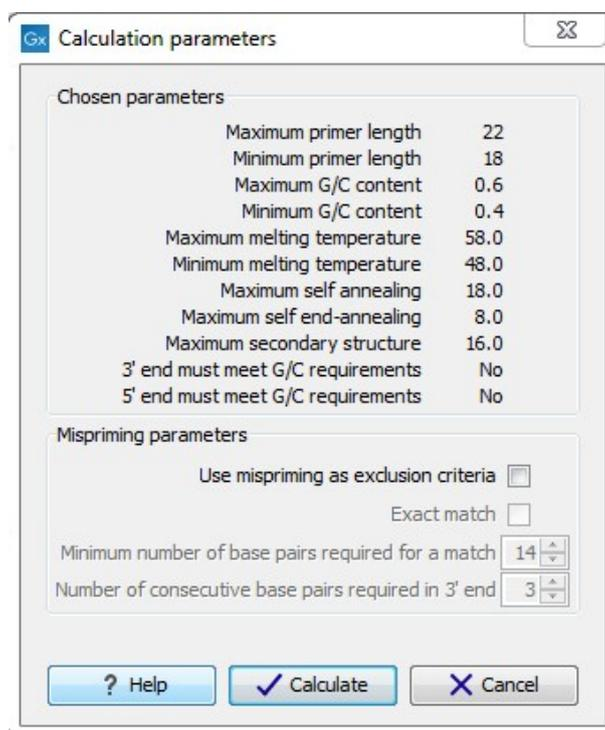 Gx Calculation parameters
Chosen parameters
Maximum primer length 22
Minimum primer length 18
Maximum G/C content 0.6
Minimum G/C content 0.4
Maximum melting temperature 58.0
Minimum melting temperature 48.0
Maximum self annealing 18.0
Maximum self end-annealing 8.0
Maximum secondary structure 16.0
3' end must meet G/C requirements No
5' end must meet G/C requirements No
Mispriming parameters
Use mispriming as exclusion criteria
Exact match
Minimum number of base pairs required for a match 14
Number of consecutive base pairs required in 3' end 3
? Help Calculate Cancel